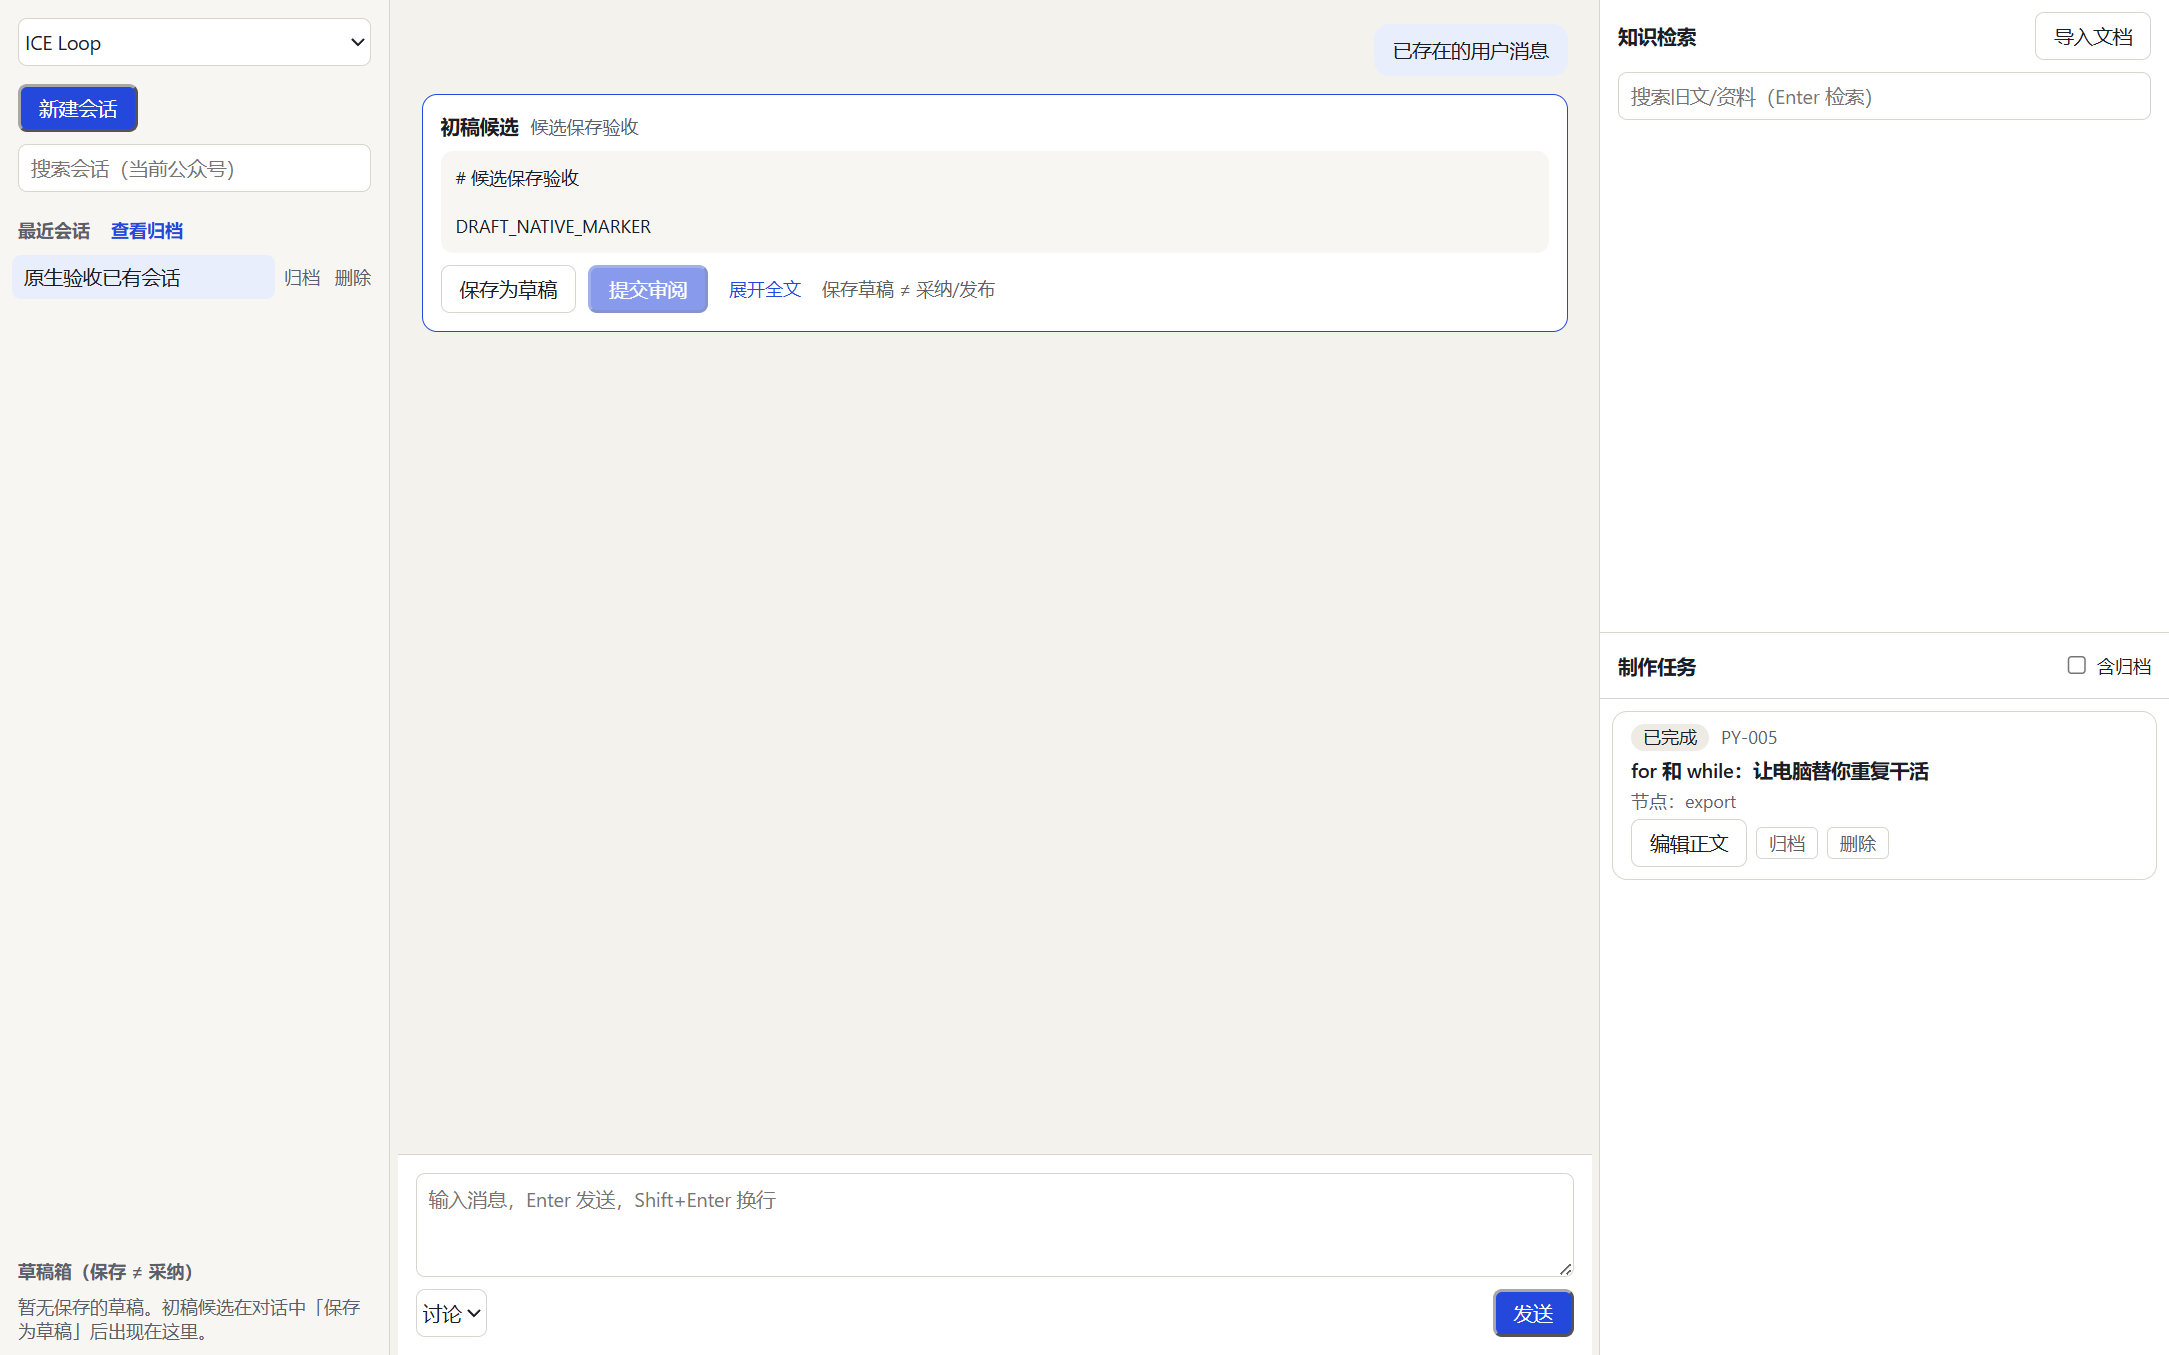 ICE Loop
新建会话
搜索会话（当前公众号）
最近会话 查看归档
原生验收已有会话 归档 删除
草稿箱（保存 ≠ 采纳）
暂无保存的草稿。初稿候选在对话中「保存
为草稿」后出现在这里。
已存在的用户消息
初稿候选 候选保存验收
# 候选保存验收
DRAFT_NATIVE_MARKER
保存为草稿 提交审阅 展开全文 保存草稿 ≠ 采纳/发布
输入消息，Enter 发送，Shift+Enter 换行
讨论 发送
知识检索 导入文档
搜索旧文/资料（Enter 检索）
制作任务 含归档
已完成 PY-005
for 和 while：让电脑替你重复干活
节点：export
编辑正文 归档 删除